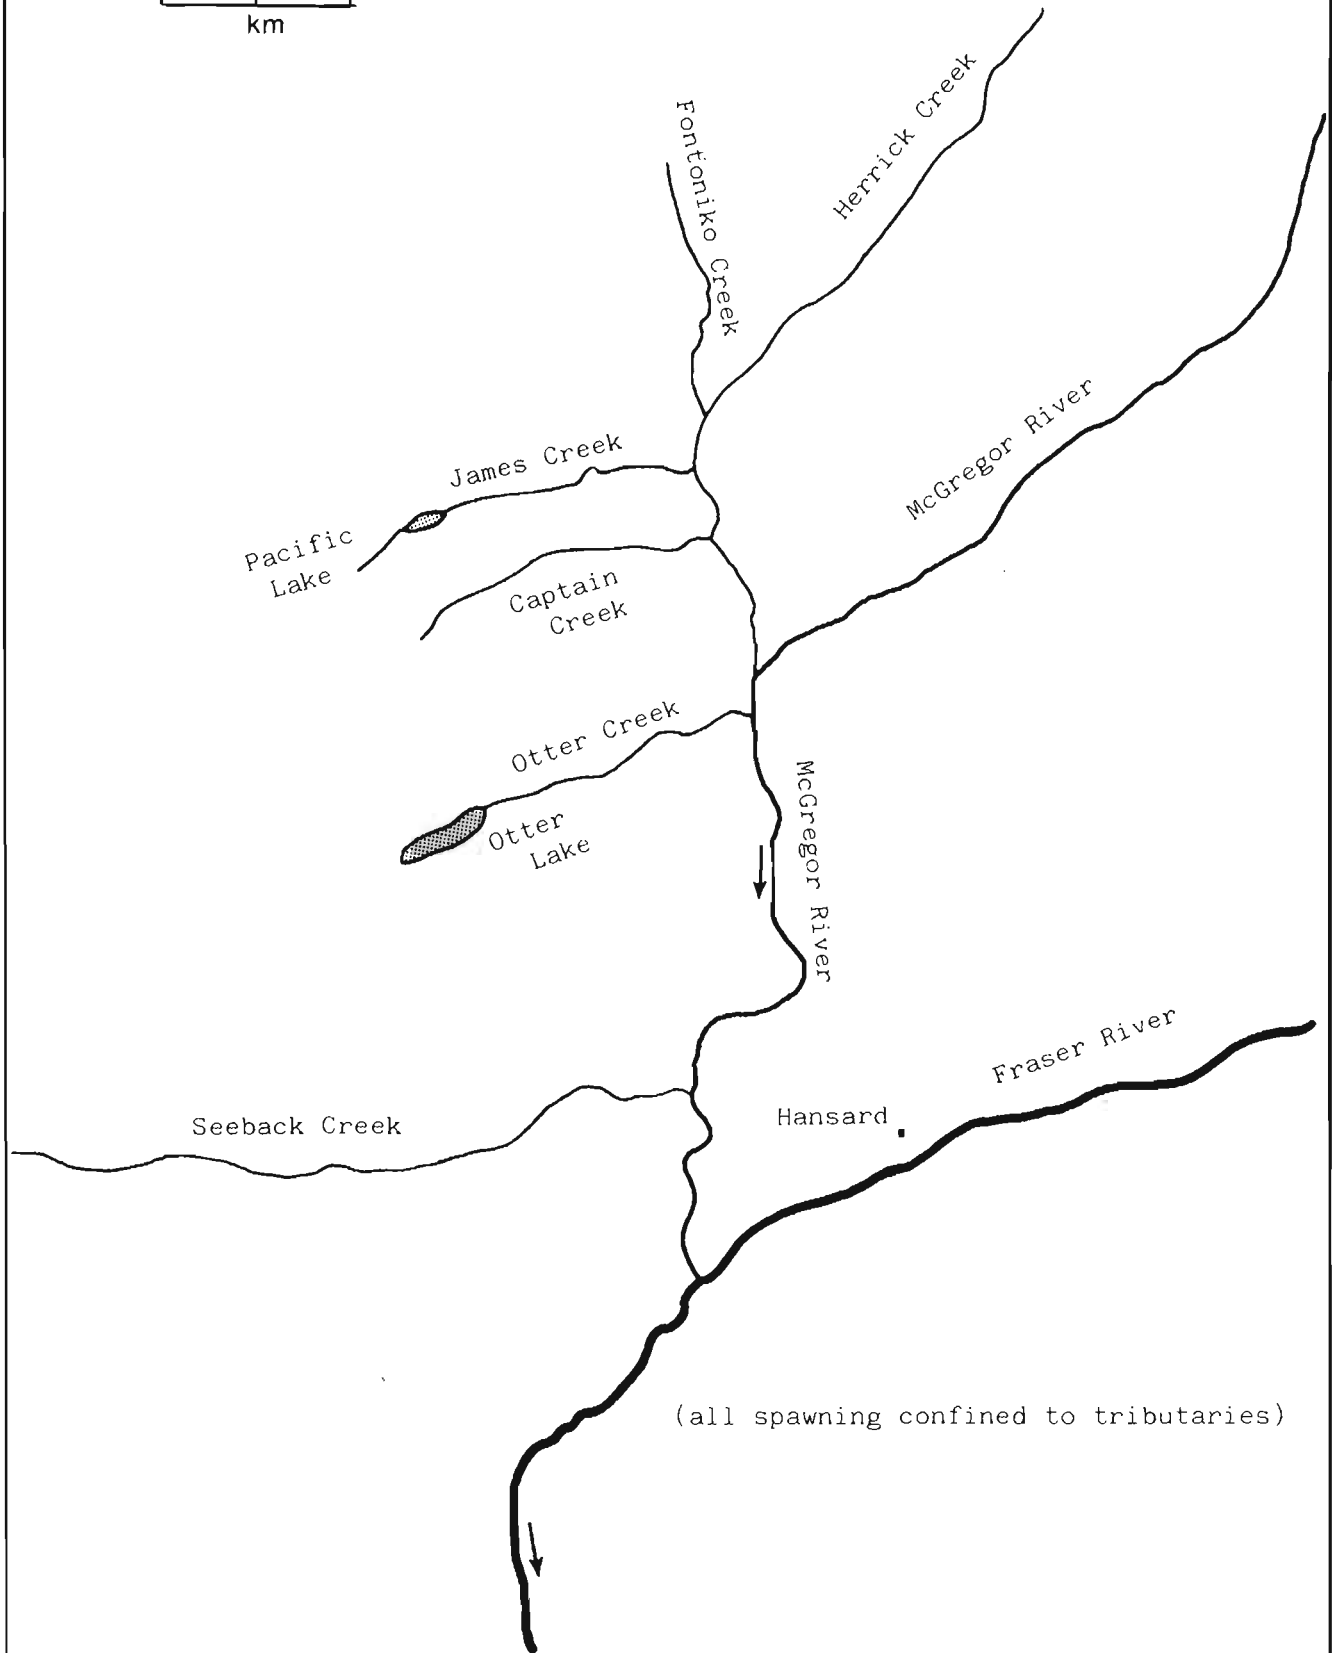 km
Fontoniko Creek
Herrick Creek
James Creek
McGregor River
Pacific
Lake
Captain
Creek
Otter Creek
McGregor River
Otter
Lake
Fraser River
Hansard
Seeback Creek
(all spawning confined to tributaries)